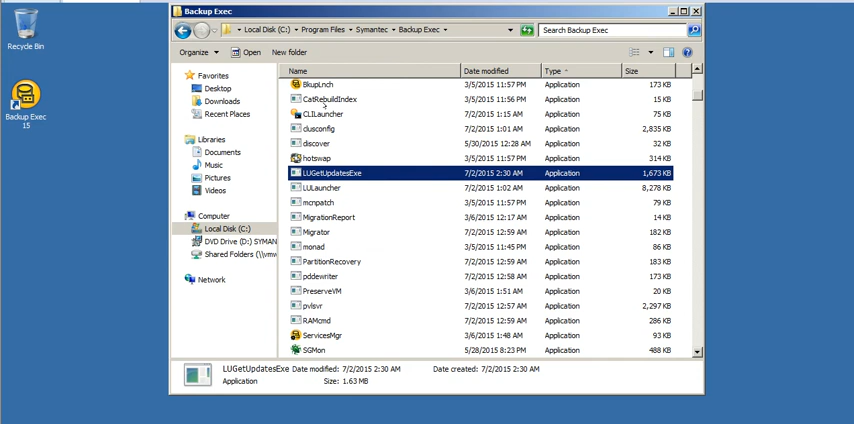 Backup Exec
Local Disk (C:) Program Files Symantec Backup Exec
Search Backup Exec
Organize Open New folder
Recycle Bin
Backup Exec
15
Favorites
Desktop
Downloads
Recent Places
Libraries
Documents
Music
Pictures
Videos
Computer
Local Disk (C:)
DVD Drive (D:) SYMAN
Shared Folders (\\vmw
Network
Name Date modified Type Size
BkupLnch 3/5/2015 11:57 PM Application 173 KB
CatRebuildIndex 3/5/2015 11:56 PM Application 15 KB
CLILauncher 7/2/2015 1:15 AM Application 75 KB
clusconfig 7/2/2015 1:01 AM Application 2,835 KB
discover 5/30/2015 12:28 AM Application 32 KB
hotswap 3/5/2015 11:57 PM Application 314 KB
LUGetUpdatesExe 7/2/2015 2:30 AM Application 1,673 KB
LULauncher 7/2/2015 1:02 AM Application 8,278 KB
mcnpatch 3/5/2015 11:57 PM Application 79 KB
MigrationReport 3/6/2015 12:17 AM Application 14 KB
Migrator 7/2/2015 12:59 AM Application 182 KB
monad 3/5/2015 11:45 PM Application 86 KB
PartitionRecovery 7/2/2015 12:59 AM Application 183 KB
pddewriter 7/2/2015 12:58 AM Application 173 KB
PreserveVM 3/6/2015 1:51 AM Application 20 KB
pvlsvr 7/2/2015 12:57 AM Application 2,297 KB
RAMcmd 7/2/2015 12:59 AM Application 286 KB
ServicesMgr 3/6/2015 1:48 AM Application 93 KB
SGMon 5/28/2015 8:23 PM Application 488 KB
LUGetUpdatesExe Date modified: 7/2/2015 2:30 AM Date created: 7/2/2015 2:30 AM
Application Size: 1.63 MB